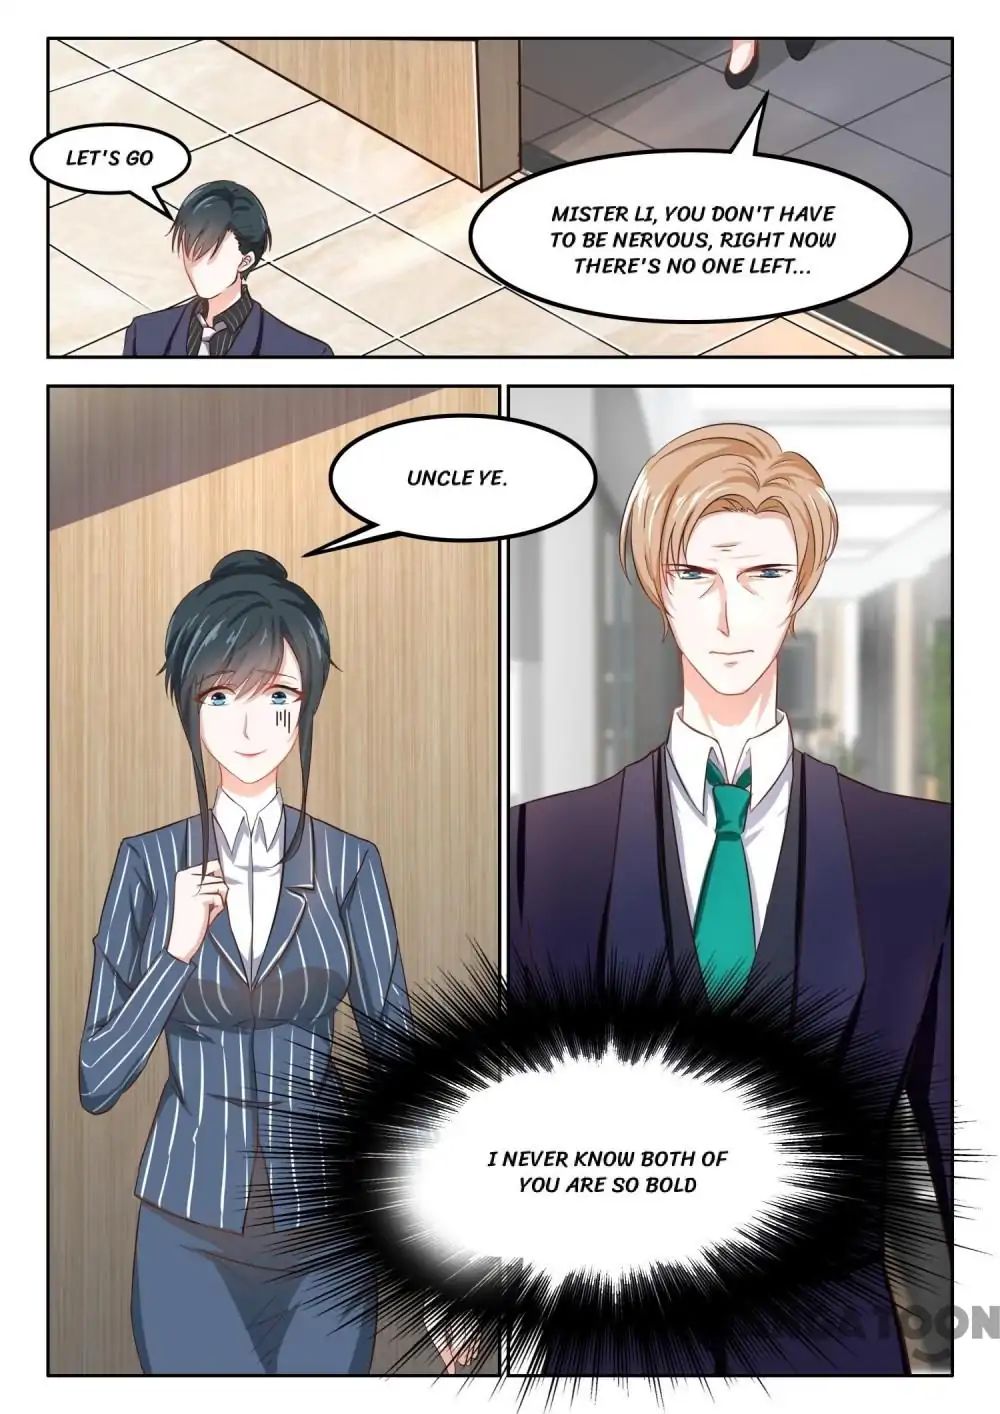 LET'S GO
MISTER LI, YOU DON'T HAVE
TO BE NERVOUS, RIGHT NOW
THERE'S NO ONE LEFT...
UNCLE YE.
I NEVER KNOW BOTH OF
YOU ARE SO BOLD